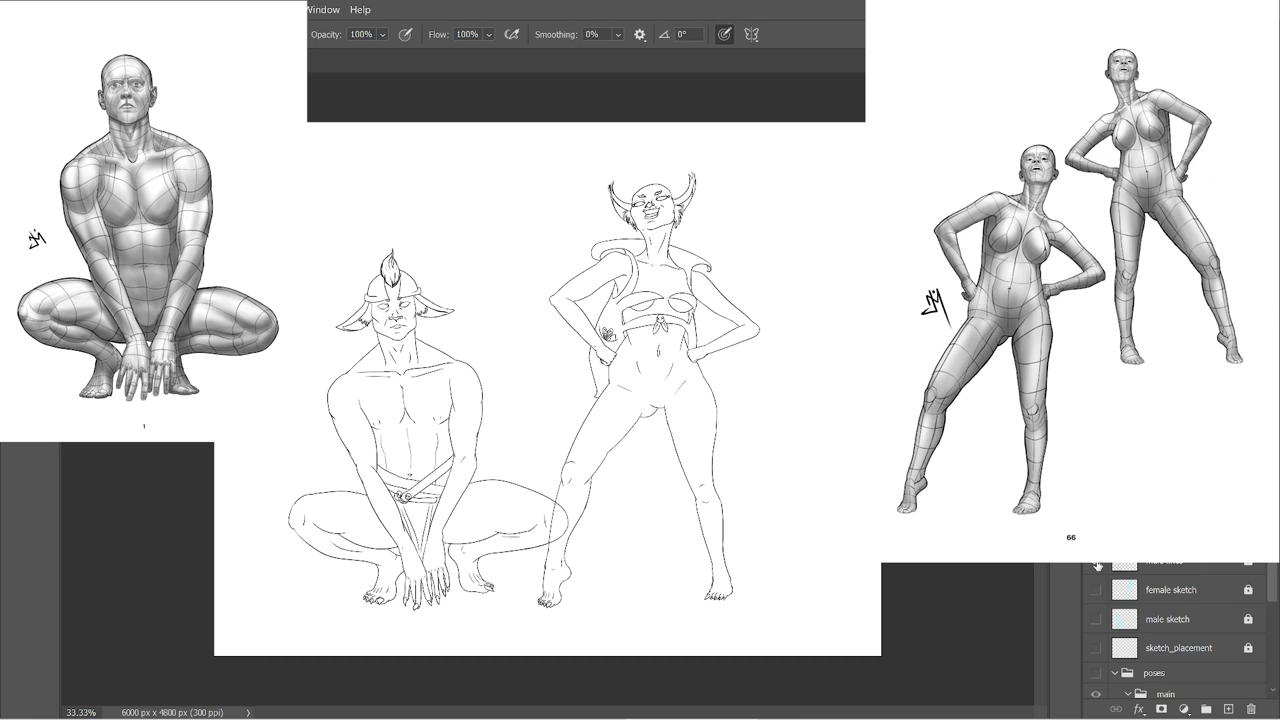 Window Help
Opacity: 100% Flow: 100% Smoothing: 0% 0°
1
66
female sketch
male sketch
sketch_placement
poses
main
fx
33.33% 6000 px x 4800 px (300 ppi)